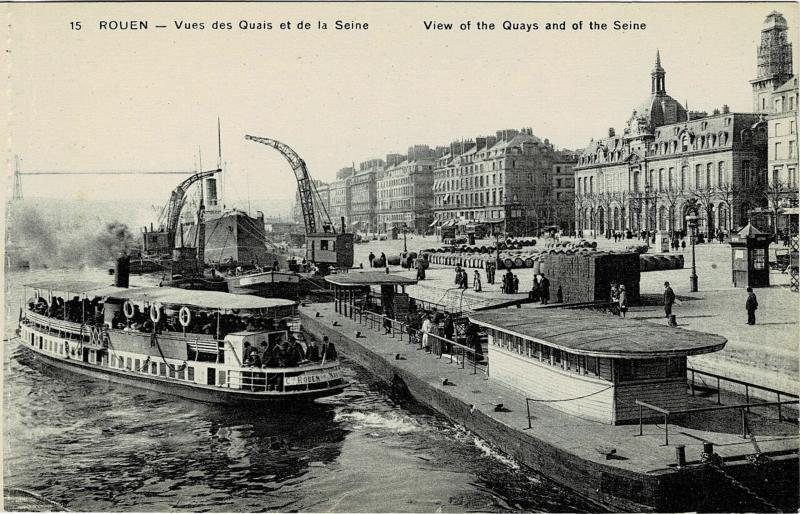 15 ROUEN — Vues des Quais et de la Seine View of the Quays and of the Seine
ROUEN